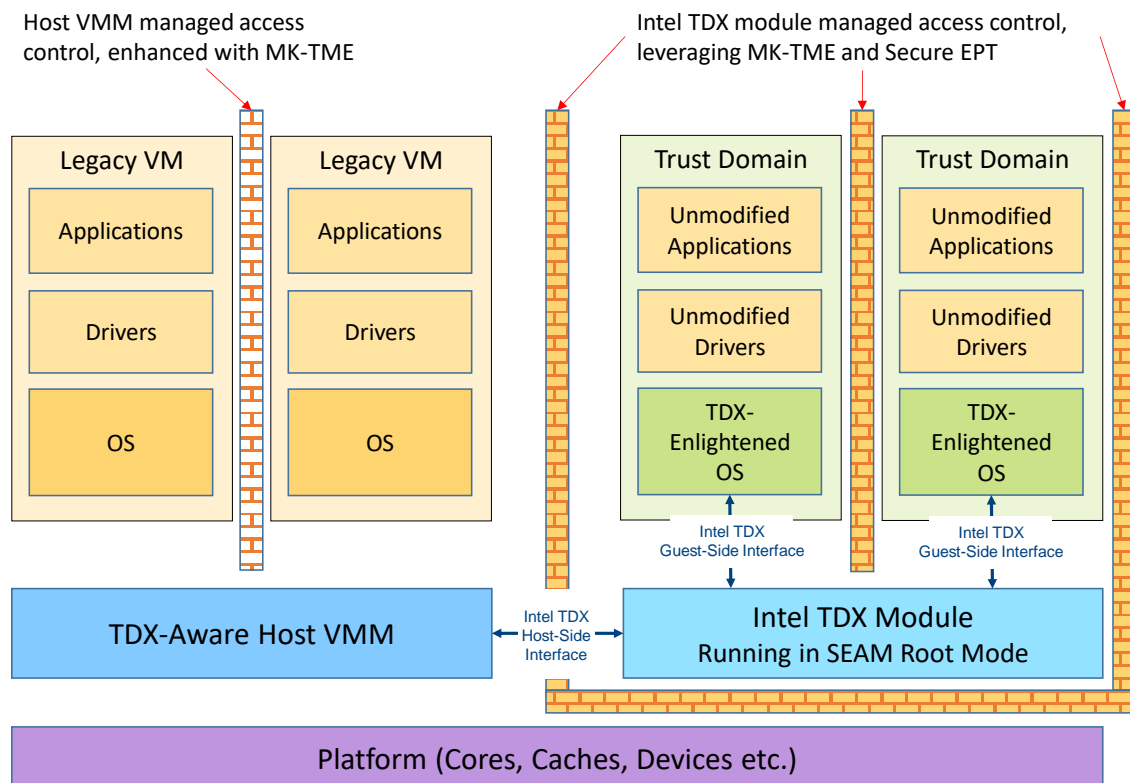 Host VMM managed access
control, enhanced with MK-TME
Intel TDX module managed access control,
leveraging MK-TME and Secure EPT
Legacy VM
Applications
Drivers
OS
Legacy VM
Applications
Drivers
OS
Trust Domain
Unmodified
Applications
Unmodified
Drivers
TDX-
Enlightened
OS
Trust Domain
Unmodified
Applications
Unmodified
Drivers
TDX-
Enlightened
OS
Intel TDX
Guest-Side Interface
Intel TDX
Guest-Side Interface
TDX-Aware Host VMM
Intel TDX
Host-Side
Interface
Intel TDX Module
Running in SEAM Root Mode
Platform (Cores, Caches, Devices etc.)